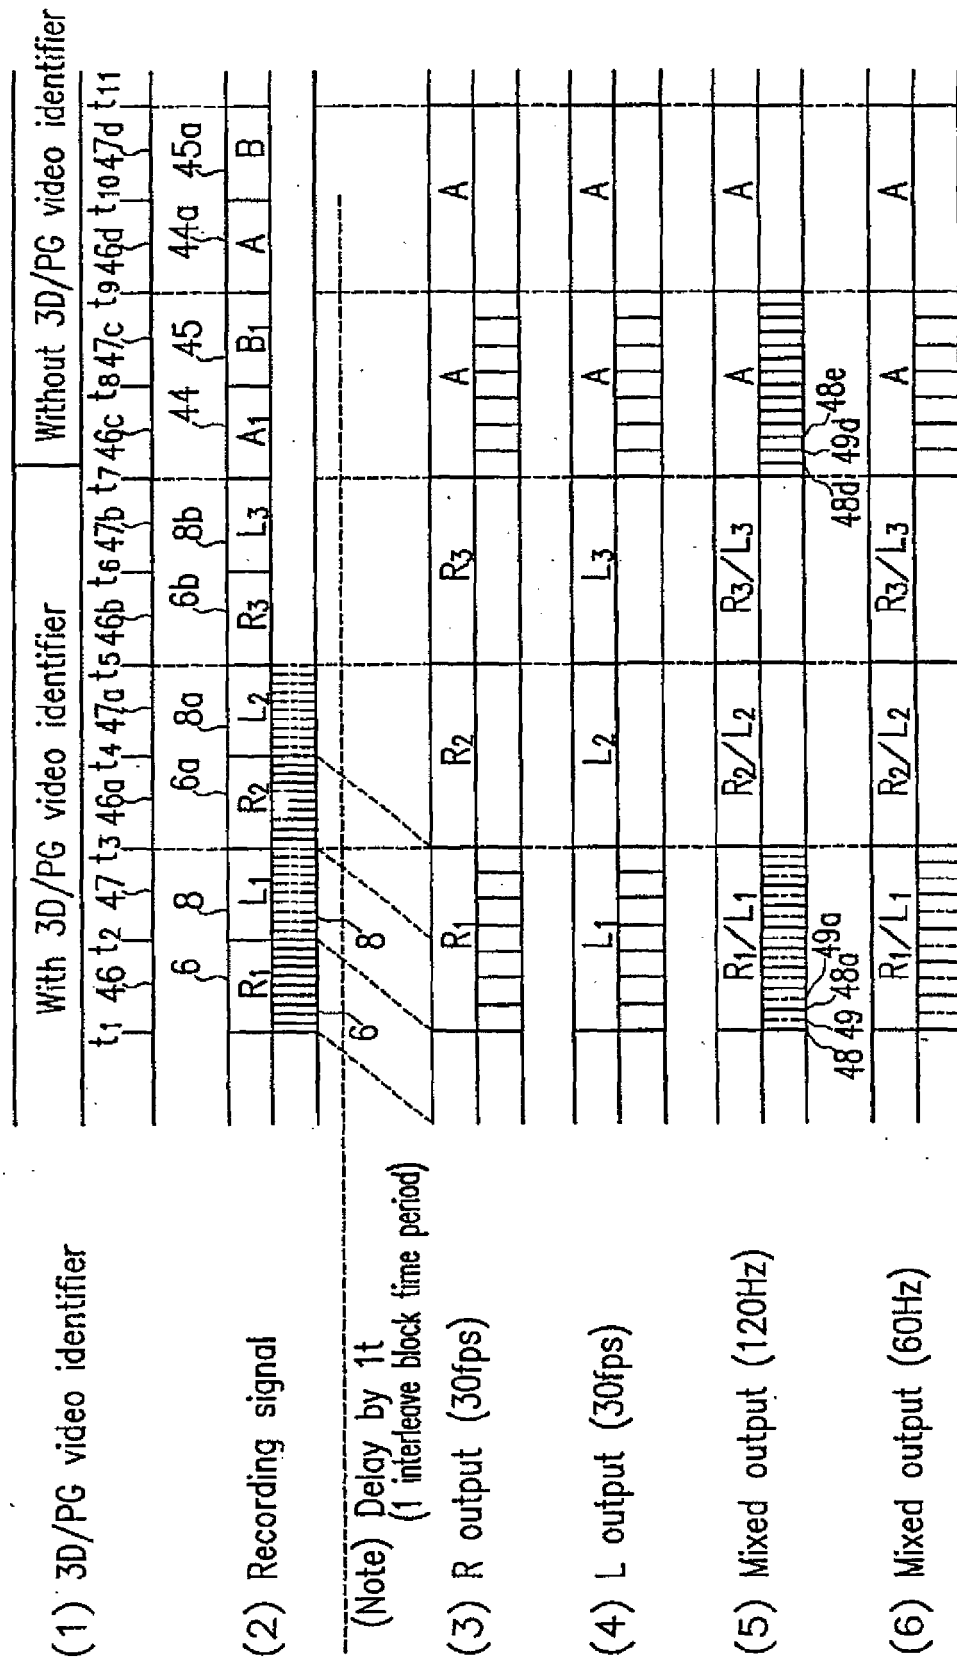 (1) 3D/PG video identifier
With 3D/PG video identifier
Without 3D/PG video identifier
t1 46 t2 47 t3 46a t4 47a t5 46b t6 47b t7 46c t8 47c t9 46d t10 47d t11
6 8 6a 8a 6b 8b 44 45 44a 45a
(2) Recording signal
R1 L1 R2 L2 R3 L3 A1 B1 A B
6 8
(Note) Delay by 1t
(1 interleave block time period)
(3) R output (30fps)
R1 R2 R3 A A
(4) L output (30fps)
L1 L2 L3 A A
(5) Mixed output (120Hz)
R1/L1 R2/L2 R3/L3 A A
48 49 48a 49a 48d 49d 48e
(6) Mixed output (60Hz)
R1/L1 R2/L2 R3/L3 A A